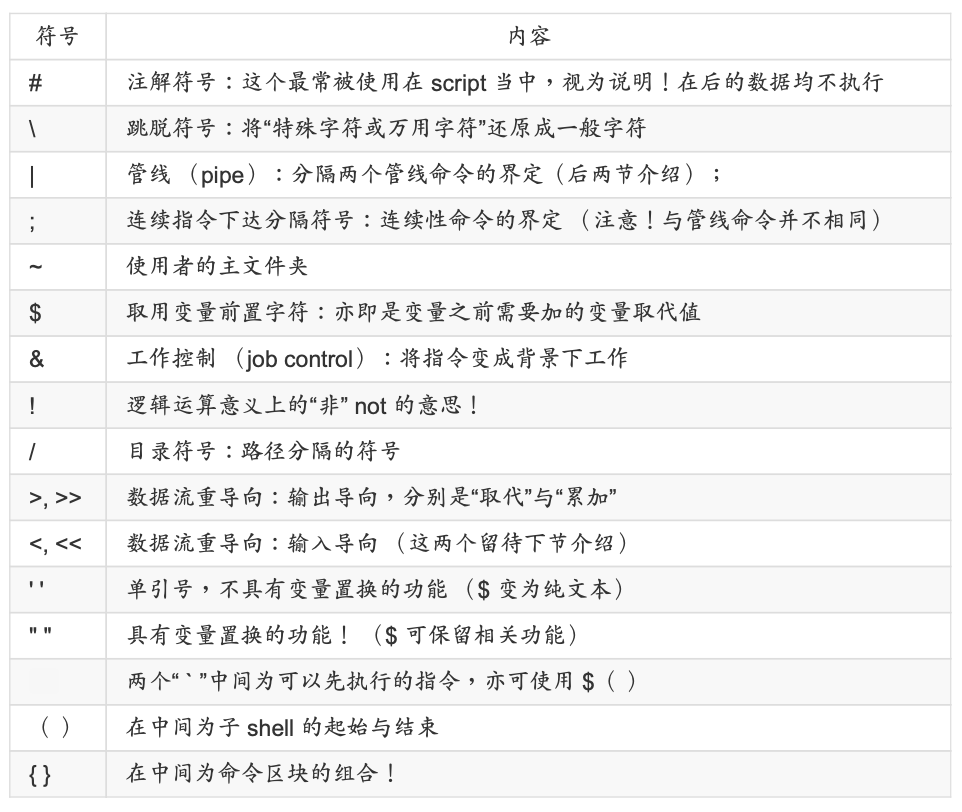 符号 内容
# 注解符号：这个最常被使用在 script 当中，视为说明！在后的数据均不执行
\ 跳脱符号：将“特殊字符或万用字符”还原成一般字符
| 管线 （pipe）：分隔两个管线命令的界定（后两节介绍）；
; 连续指令下达分隔符号：连续性命令的界定 （注意！与管线命令并不相同）
~ 使用者的主文件夹
$ 取用变量前置字符：亦即是变量之前需要加的变量取代值
& 工作控制 （job control）：将指令变成背景下工作
! 逻辑运算意义上的“非” not 的意思！
/ 目录符号：路径分隔的符号
>, >> 数据流重导向：输出导向，分别是“取代”与“累加”
<, << 数据流重导向：输入导向 （这两个留待下节介绍）
' ' 单引号，不具有变量置换的功能 （$ 变为纯文本）
" " 具有变量置换的功能！ （$ 可保留相关功能）
两个“ ` ”中间为可以先执行的指令，亦可使用 $（ ）
（ ） 在中间为子 shell 的起始与结束
{ } 在中间为命令区块的组合！